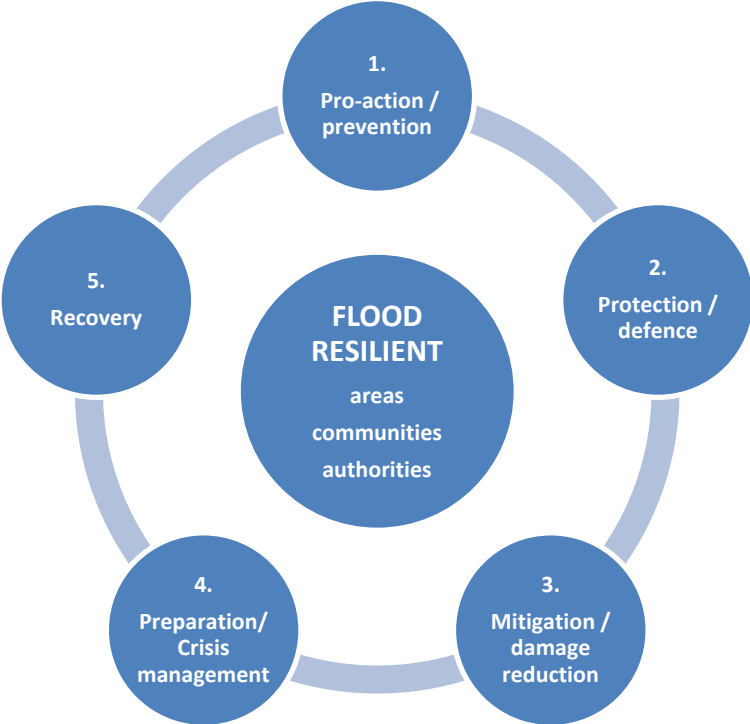 1.
Pro-action /
prevention
2.
Protection /
defence
3.
Mitigation /
damage
reduction
4.
Preparation/
Crisis
management
5.
Recovery
FLOOD
RESILIENT
areas
communities
authorities